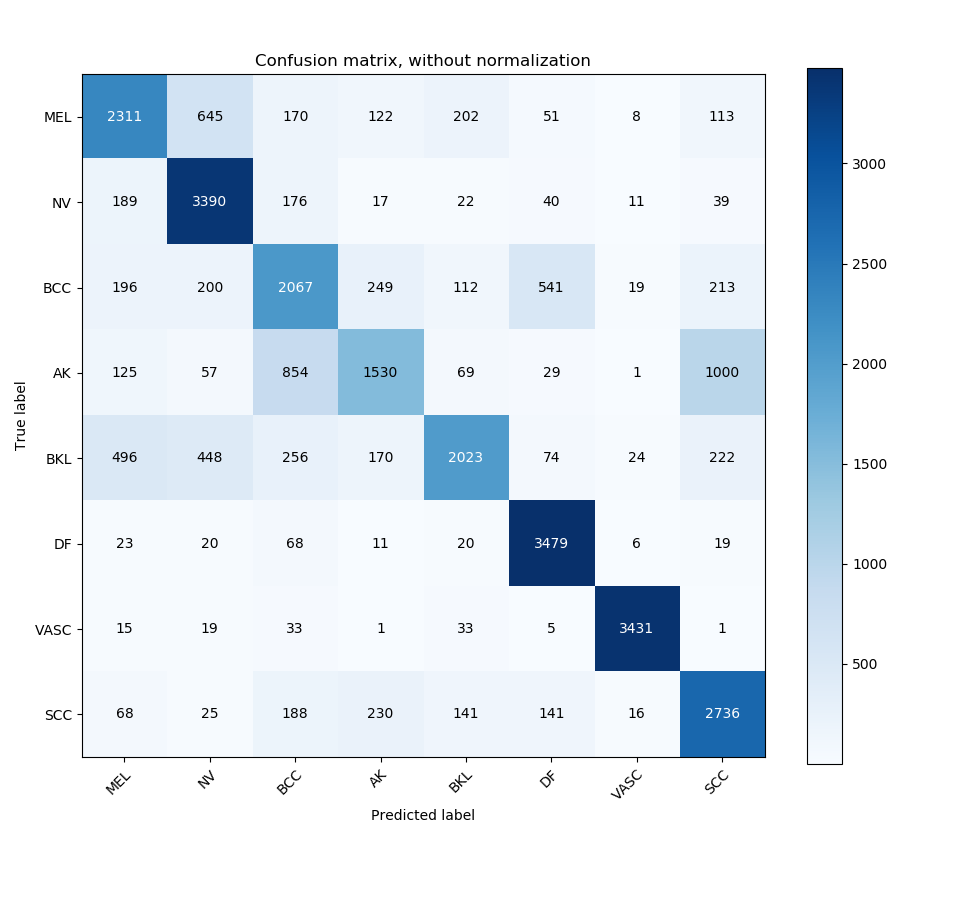 Confusion matrix, without normalization
MEL 2311 645 170 122 202 51 8 113
NV 189 3390 176 17 22 40 11 39
BCC 196 200 2067 249 112 541 19 213
AK 125 57 854 1530 69 29 1 1000
BKL 496 448 256 170 2023 74 24 222
DF 23 20 68 11 20 3479 6 19
VASC 15 19 33 1 33 5 3431 1
SCC 68 25 188 230 141 141 16 2736
MEL NV BCC AK BKL DF VASC SCC
True label
Predicted label
3000
2500
2000
1500
1000
500